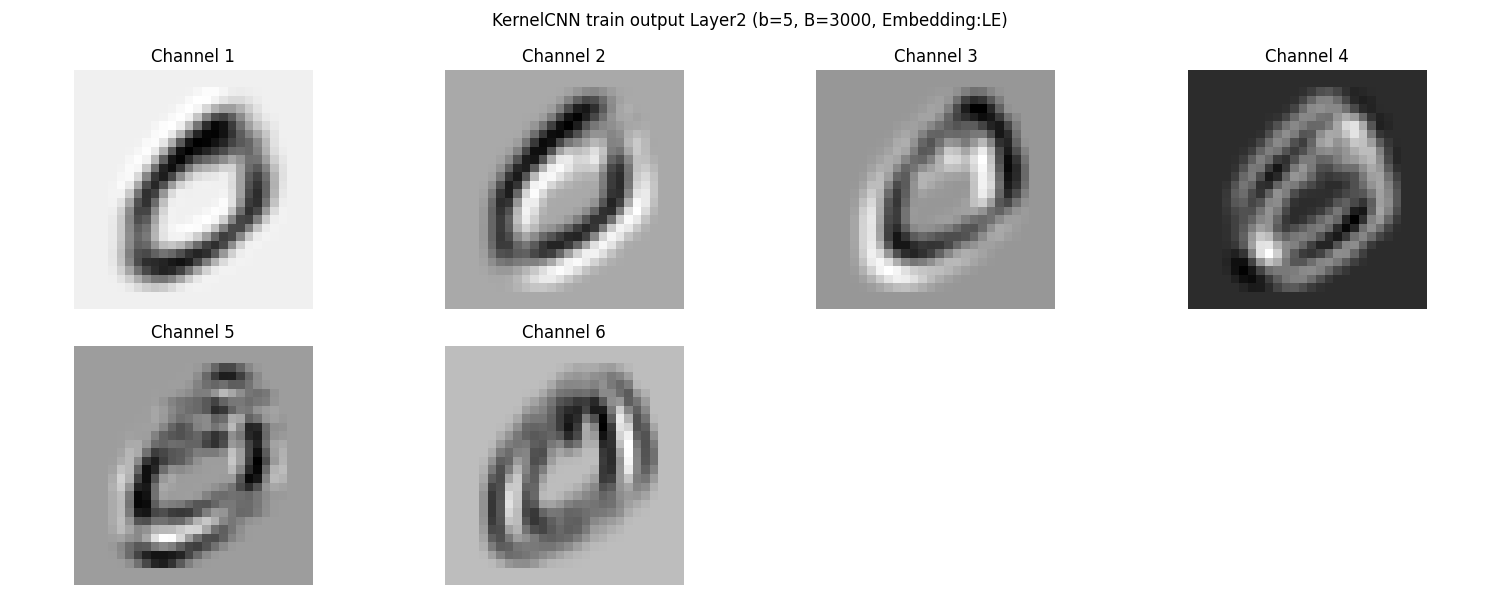 KernelCNN train output Layer2 (b=5, B=3000, Embedding:LE)
Channel 1
Channel 2
Channel 3
Channel 4
Channel 5
Channel 6